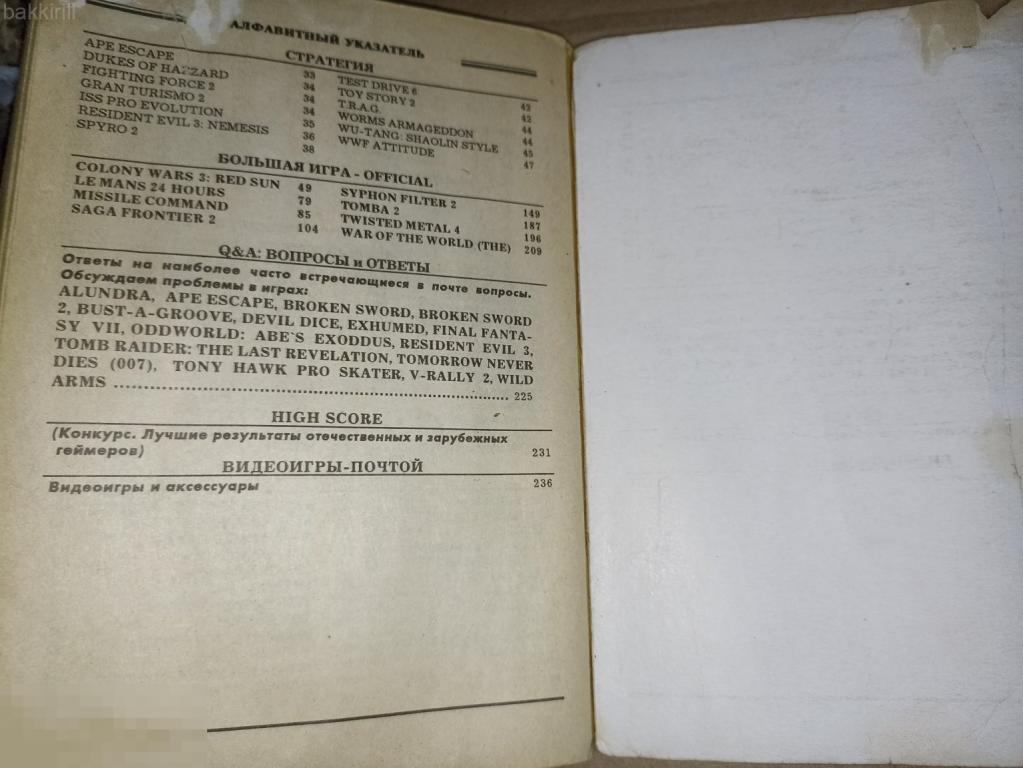 bakkirill
АЛФАВИТНЫЙ УКАЗАТЕЛЬ
СТРАТЕГИЯ
APE ESCAPE 33
DUKES OF HAZZARD 34
FIGHTING FORCE 2 34
GRAN TURISMO 2 34
ISS PRO EVOLUTION 35
RESIDENT EVIL 3: NEMESIS 36
SPYRO 2 38
TEST DRIVE 6 42
TOY STORY 2 42
T.R.A.G. 44
WORMS ARMAGEDDON 44
WU-TANG: SHAOLIN STYLE 45
WWF ATTITUDE 47
БОЛЬШАЯ ИГРА - OFFICIAL
COLONY WARS 3: RED SUN 49
LE MANS 24 HOURS 79
MISSILE COMMAND 85
SAGA FRONTIER 2 104
SYPHON FILTER 2 149
TOMBA 2 187
TWISTED METAL 4 196
WAR OF THE WORLD (THE) 209
Q&A: ВОПРОСЫ и ОТВЕТЫ
Ответы на наиболее часто встречающиеся в почте вопросы.
Обсуждаем проблемы в играх:
ALUNDRA, APE ESCAPE, BROKEN SWORD, BROKEN SWORD
2, BUST-A-GROOVE, DEVIL DICE, EXHUMED, FINAL FANTA-
SY VII, ODDWORLD: ABE`S EXODDUS, RESIDENT EVIL 3,
TOMB RAIDER: THE LAST REVELATION, TOMORROW NEVER
DIES (007), TONY HAWK PRO SKATER, V-RALLY 2, WILD
ARMS ........................................................ 225
HIGH SCORE
(Конкурс. Лучшие результаты отечественных и зарубежных
геймеров) 231
ВИДЕОИГРЫ-ПОЧТОЙ
Видеоигры и аксессуары 236